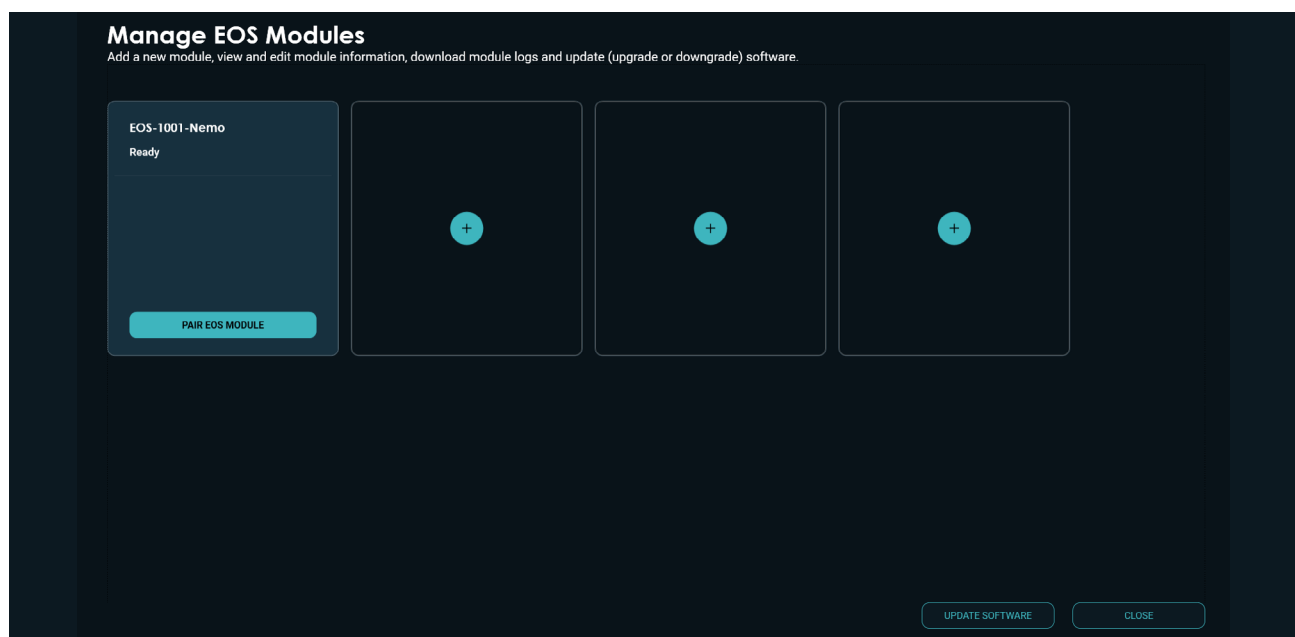 Manage EOS Modules
Add a new module, view and edit module information, download module logs and update (upgrade or downgrade) software.
EOS-1001-Nemo
Ready
+
+
+
PAIR EOS MODULE
UPDATE SOFTWARE
CLOSE